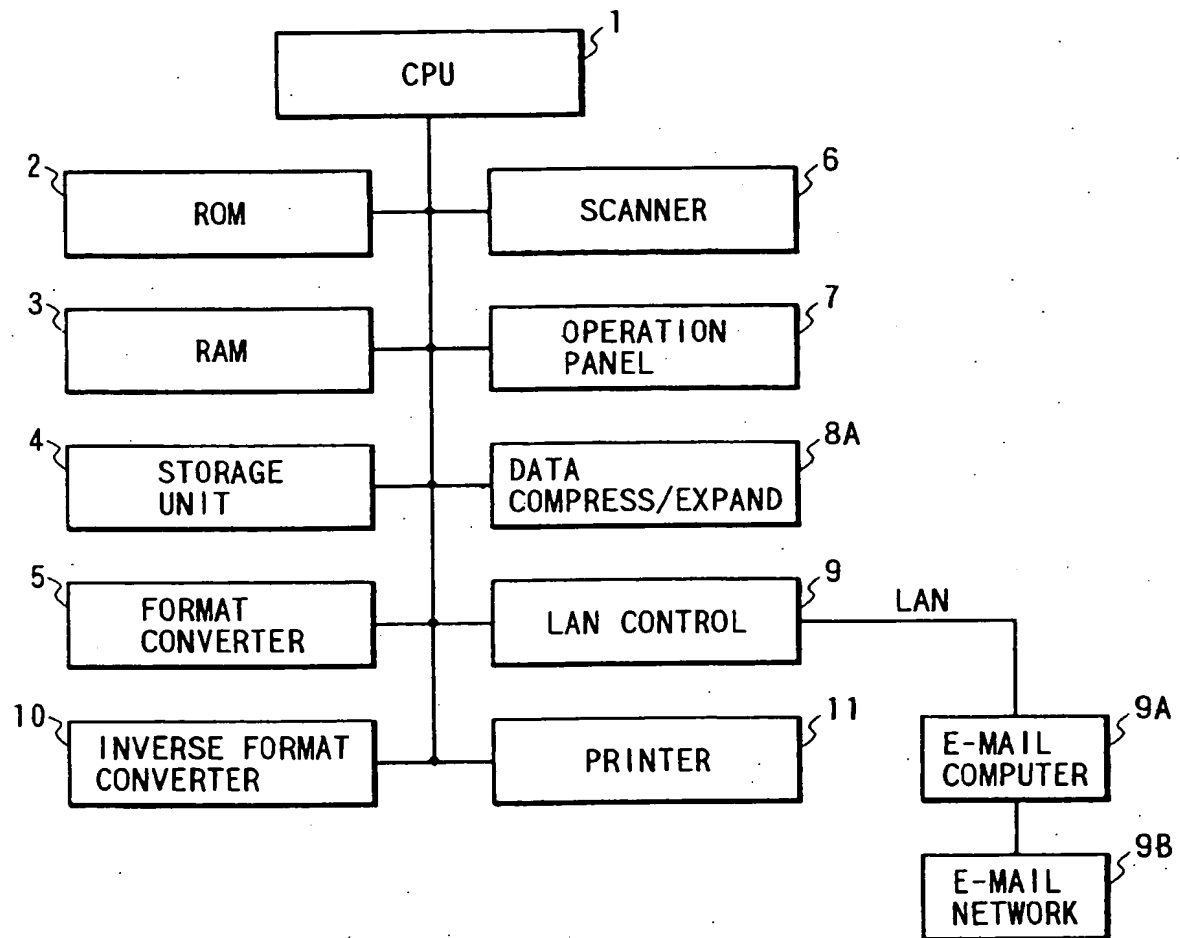 1
CPU
2
ROM
6
SCANNER
3
RAM
7
OPERATION
PANEL
4
STORAGE
UNIT
8A
DATA
COMPRESS/EXPAND
5
FORMAT
CONVERTER
9
LAN CONTROL
LAN
10
INVERSE FORMAT
CONVERTER
11
PRINTER
9A
E-MAIL
COMPUTER
9B
E-MAIL
NETWORK